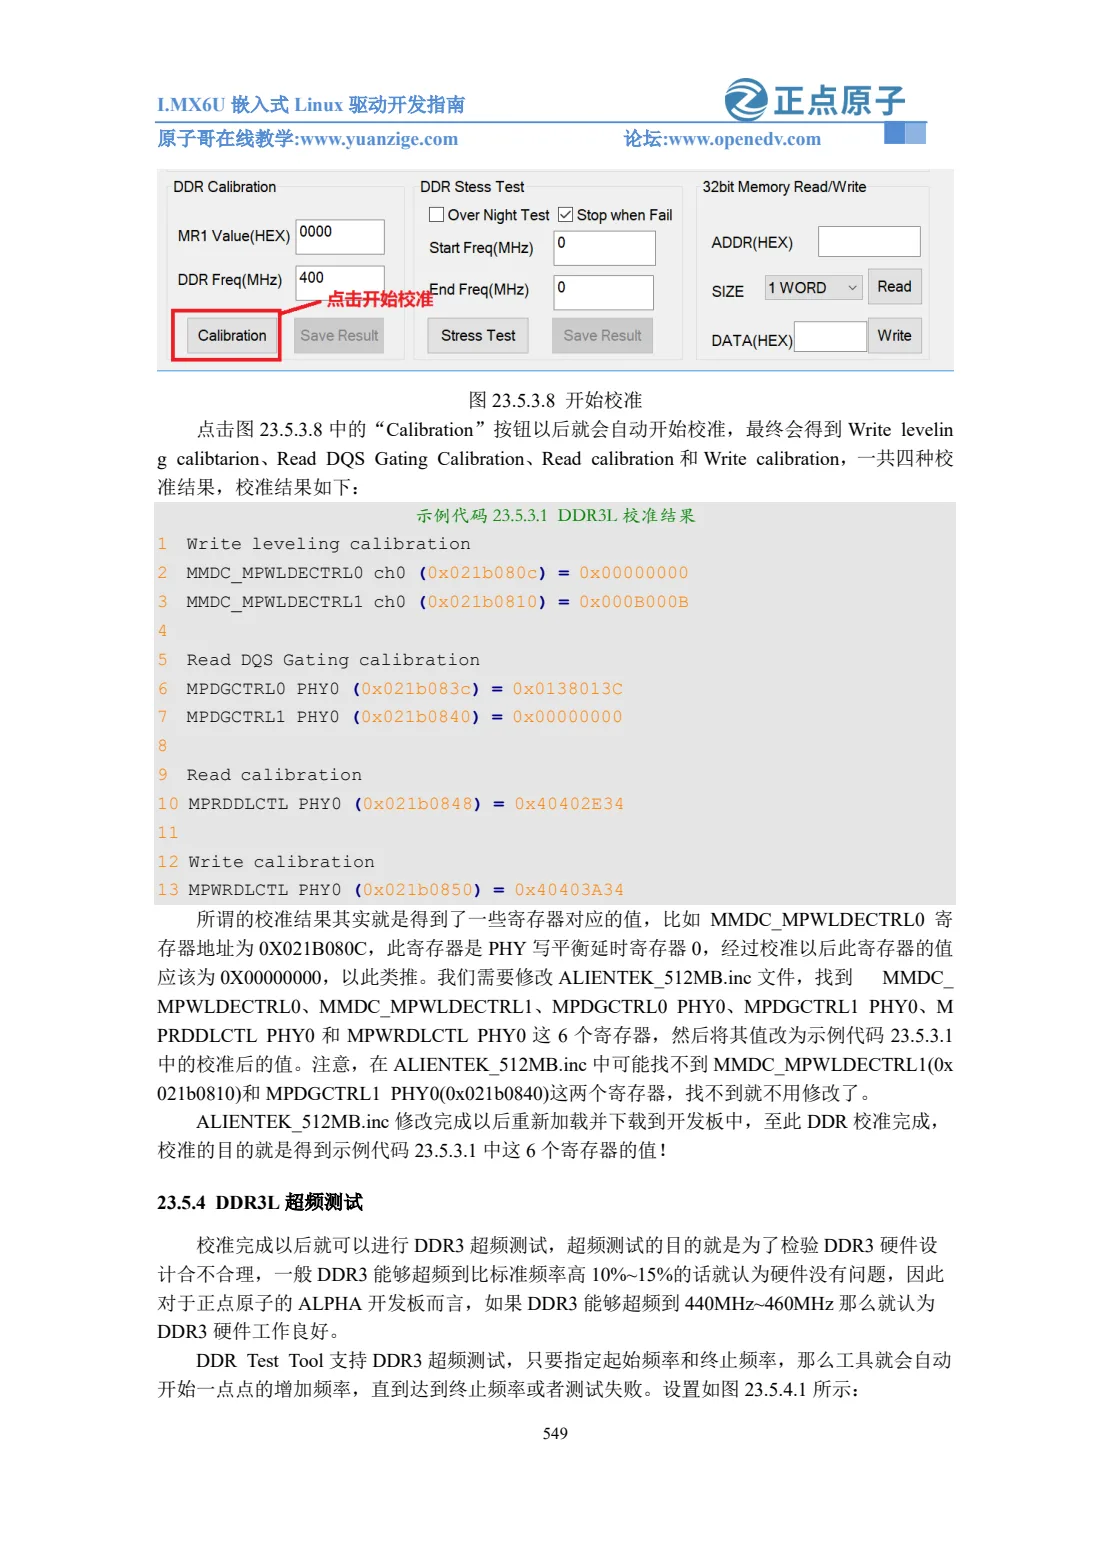 I.MX6U 嵌入式 Linux 驱动开发指南
正点原子
原子哥在线教学:www.yuanzige.com 论坛:www.openedv.com
DDR Calibration
MR1 Value(HEX) 0000
DDR Freq(MHz) 400
点击开始校准
Calibration Save Result
DDR Stess Test
Over Night Test Stop when Fail
Start Freq(MHz) 0
End Freq(MHz) 0
Stress Test Save Result
32bit Memory Read/Write
ADDR(HEX)
SIZE 1 WORD Read
DATA(HEX) Write
图 23.5.3.8 开始校准
点击图 23.5.3.8 中的“Calibration”按钮以后就会自动开始校准，最终会得到 Write levelin
g calibtarion、Read DQS Gating Calibration、Read calibration 和 Write calibration，一共四种校
准结果，校准结果如下：
示例代码 23.5.3.1 DDR3L 校准结果
1 Write leveling calibration
2 MMDC_MPWLDECTRL0 ch0 (0x021b080c) = 0x00000000
3 MMDC_MPWLDECTRL1 ch0 (0x021b0810) = 0x000B000B
4
5 Read DQS Gating calibration
6 MPDGCTRL0 PHY0 (0x021b083c) = 0x0138013C
7 MPDGCTRL1 PHY0 (0x021b0840) = 0x00000000
8
9 Read calibration
10 MPRDDLCTL PHY0 (0x021b0848) = 0x40402E34
11
12 Write calibration
13 MPWRDLCTL PHY0 (0x021b0850) = 0x40403A34
所谓的校准结果其实就是得到了一些寄存器对应的值，比如 MMDC_MPWLDECTRL0 寄
存器地址为 0X021B080C，此寄存器是 PHY 写平衡延时寄存器 0，经过校准以后此寄存器的值
应该为 0X00000000，以此类推。我们需要修改 ALIENTEK_512MB.inc 文件，找到 MMDC_
MPWLDECTRL0、MMDC_MPWLDECTRL1、MPDGCTRL0 PHY0、MPDGCTRL1 PHY0、M
PRDDLCTL PHY0 和 MPWRDLCTL PHY0 这 6 个寄存器，然后将其值改为示例代码 23.5.3.1
中的校准后的值。注意，在 ALIENTEK_512MB.inc 中可能找不到 MMDC_MPWLDECTRL1(0x
021b0810)和 MPDGCTRL1 PHY0(0x021b0840)这两个寄存器，找不到就不用修改了。
ALIENTEK_512MB.inc 修改完成以后重新加载并下载到开发板中，至此 DDR 校准完成，
校准的目的就是得到示例代码 23.5.3.1 中这 6 个寄存器的值！
23.5.4 DDR3L 超频测试
校准完成以后就可以进行 DDR3 超频测试，超频测试的目的就是为了检验 DDR3 硬件设
计合不合理，一般 DDR3 能够超频到比标准频率高 10%~15%的话就认为硬件没有问题，因此
对于正点原子的 ALPHA 开发板而言，如果 DDR3 能够超频到 440MHz~460MHz 那么就认为
DDR3 硬件工作良好。
DDR Test Tool 支持 DDR3 超频测试，只要指定起始频率和终止频率，那么工具就会自动
开始一点点的增加频率，直到达到终止频率或者测试失败。设置如图 23.5.4.1 所示：
549